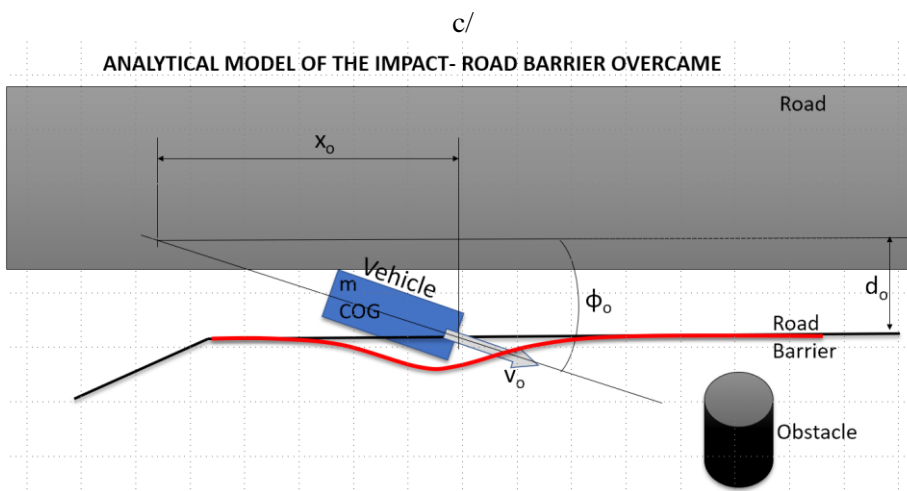 c/
ANALYTICAL MODEL OF THE IMPACT- ROAD BARRIER OVERCAME
Road
xₒ
Vehicle
m
COG
ϕₒ
dₒ
Road
Barrier
vₒ
Obstacle